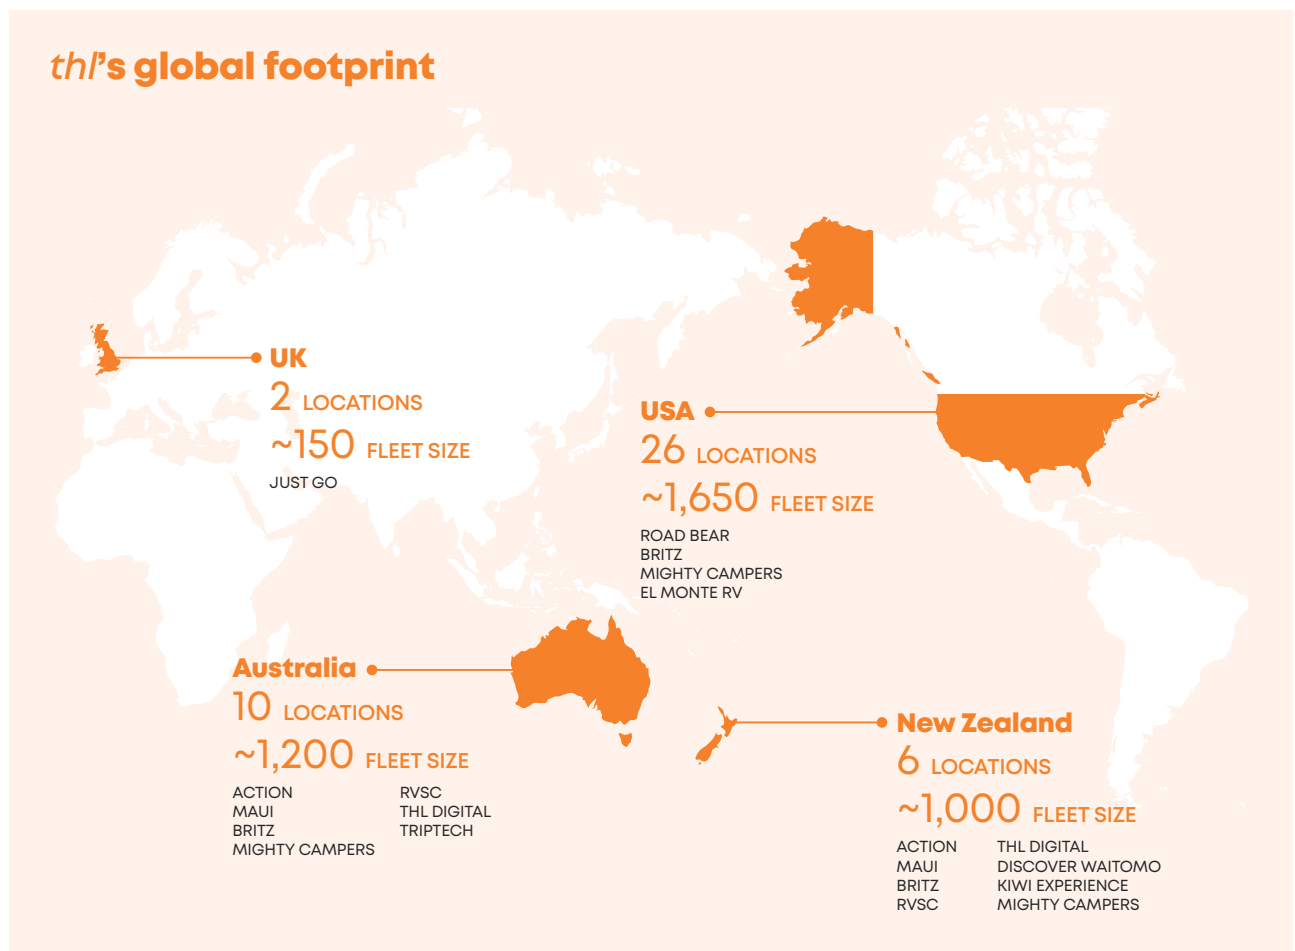 thl's global footprint
UK
2 LOCATIONS
~150 FLEET SIZE
JUST GO
USA
26 LOCATIONS
~1,650 FLEET SIZE
ROAD BEAR
BRITZ
MIGHTY CAMPERS
EL MONTE RV
Australia
10 LOCATIONS
~1,200 FLEET SIZE
ACTION
MAUI
BRITZ
MIGHTY CAMPERS
RVSC
THL DIGITAL
TRIPTECH
New Zealand
6 LOCATIONS
~1,000 FLEET SIZE
ACTION
MAUI
BRITZ
RVSC
THL DIGITAL
DISCOVER WAITOMO
KIWI EXPERIENCE
MIGHTY CAMPERS